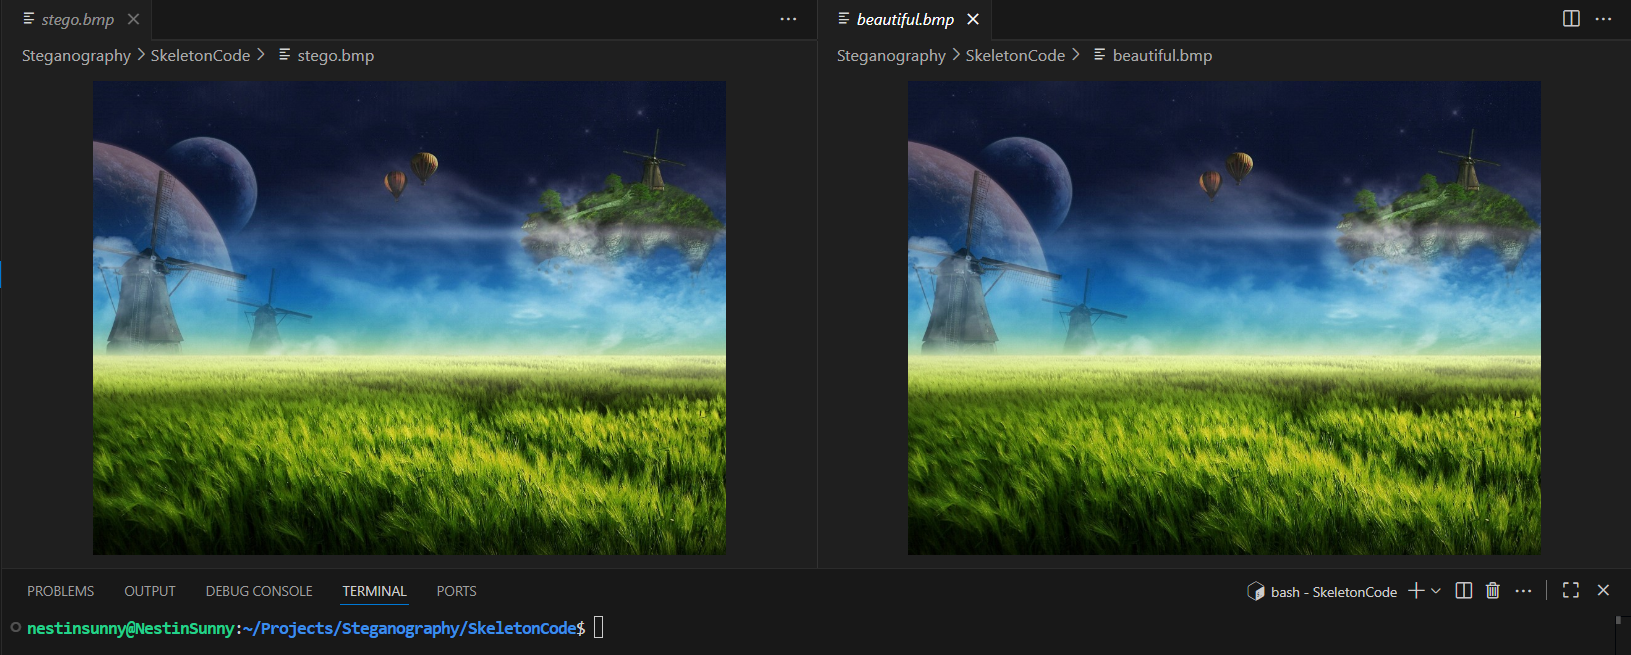 stego.bmp
Steganography > SkeletonCode > stego.bmp
beautiful.bmp
Steganography > SkeletonCode > beautiful.bmp
PROBLEMS OUTPUT DEBUG CONSOLE TERMINAL PORTS
bash - SkeletonCode
nestinsunny@NestinSunny:~/Projects/Steganography/SkeletonCode$